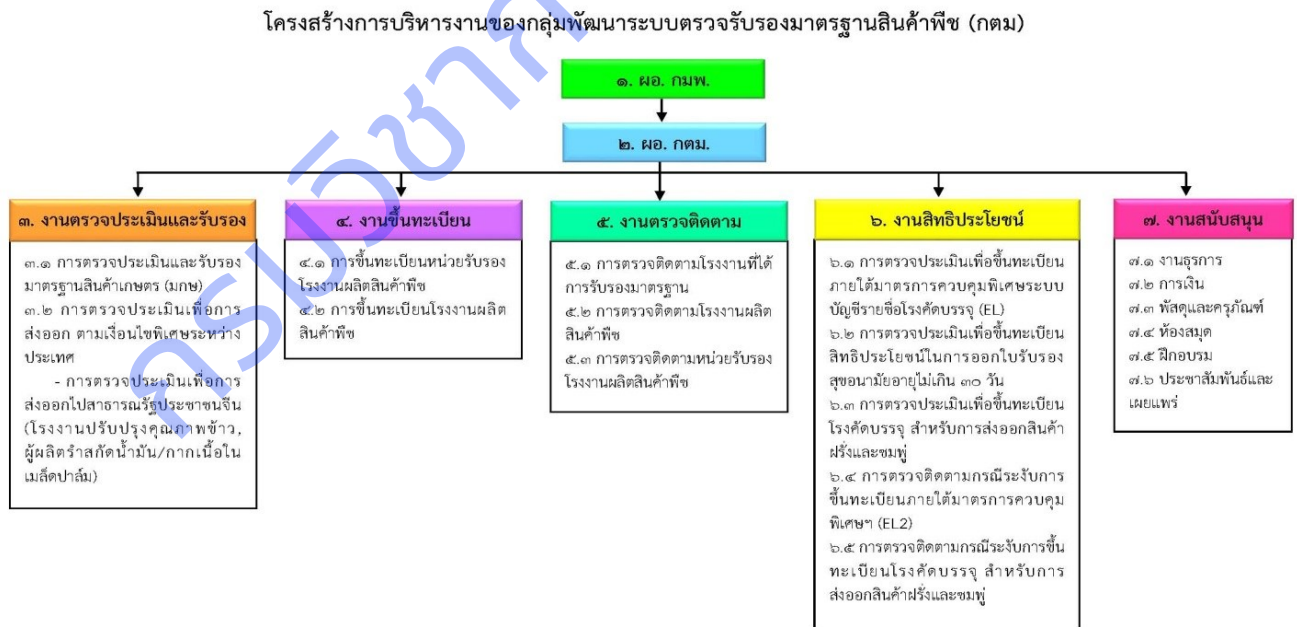 โครงสร้างการบริหารงานของกลุ่มพัฒนาระบบตรวจรับรองมาตรฐานสินค้าพืช (กตม)
๑. ผอ. กมพ.
๒. ผอ. กตม.
๓. งานตรวจประเมินและรับรอง
๓.๑ การตรวจประเมินและรับรอง
มาตรฐานสินค้าเกษตร (มกษ)
๓.๒ การตรวจประเมินเพื่อการ
ส่งออก ตามเงื่อนไขพิเศษระหว่าง
ประเทศ
- การตรวจประเมินเพื่อการ
ส่งออกไปสาธารณรัฐประชาชนจีน
(โรงงานปรับปรุงคุณภาพข้าว,
ผู้ผลิตรำสกัดน้ำมัน/กากเนื้อใน
เมล็ดปาล์ม)
๔. งานขึ้นทะเบียน
๔.๑ การขึ้นทะเบียนหน่วยรับรอง
โรงงานผลิตสินค้าพืช
๔.๒ การขึ้นทะเบียนโรงงานผลิต
สินค้าพืช
๕. งานตรวจติดตาม
๕.๑ การตรวจติดตามโรงงานที่ได้
การรับรองมาตรฐาน
๕.๒ การตรวจติดตามโรงงานผลิต
สินค้าพืช
๕.๓ การตรวจติดตามหน่วยรับรอง
โรงงานผลิตสินค้าพืช
๖. งานสิทธิประโยชน์
๖.๑ การตรวจประเมินเพื่อขึ้นทะเบียน
ภายใต้มาตรการควบคุมพิเศษระบบ
บัญชีรายชื่อโรงคัดบรรจุ (EL)
๖.๒ การตรวจประเมินเพื่อขึ้นทะเบียน
สิทธิประโยชน์ในการออกใบรับรอง
สุขอนามัยอายุไม่เกิน ๓๐ วัน
๖.๓ การตรวจประเมินเพื่อขึ้นทะเบียน
โรงคัดบรรจุ สำหรับการส่งออกสินค้า
ฝรั่งและชมพู่
๖.๔ การตรวจติดตามกรณีระงับการ
ขึ้นทะเบียนภายใต้มาตรการควบคุม
พิเศษฯ (EL2)
๖.๕ การตรวจติดตามกรณีระงับการขึ้น
ทะเบียนโรงคัดบรรจุ สำหรับการ
ส่งออกสินค้าฝรั่งและชมพู่
๗. งานสนับสนุน
๗.๑ งานธุรการ
๗.๒ การเงิน
๗.๓ พัสดุและครุภัณฑ์
๗.๔ ห้องสมุด
๗.๕ ฝึกอบรม
๗.๖ ประชาสัมพันธ์และ
เผยแพร่
กรมวิชาก